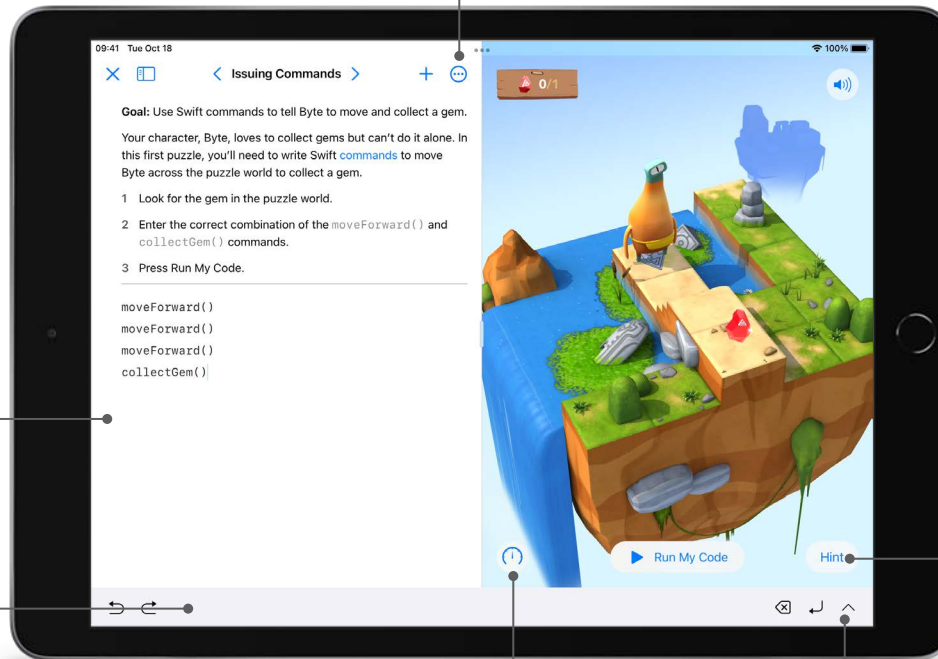 09:41 Tue Oct 18
100%
Issuing Commands
Goal: Use Swift commands to tell Byte to move and collect a gem.
Your character, Byte, loves to collect gems but can't do it alone. In
this first puzzle, you'll need to write Swift commands to move
Byte across the puzzle world to collect a gem.
1 Look for the gem in the puzzle world.
2 Enter the correct combination of the moveForward() and
collectGem() commands.
3 Press Run My Code.
moveForward()
moveForward()
moveForward()
collectGem()
0/1
Run My Code
Hint